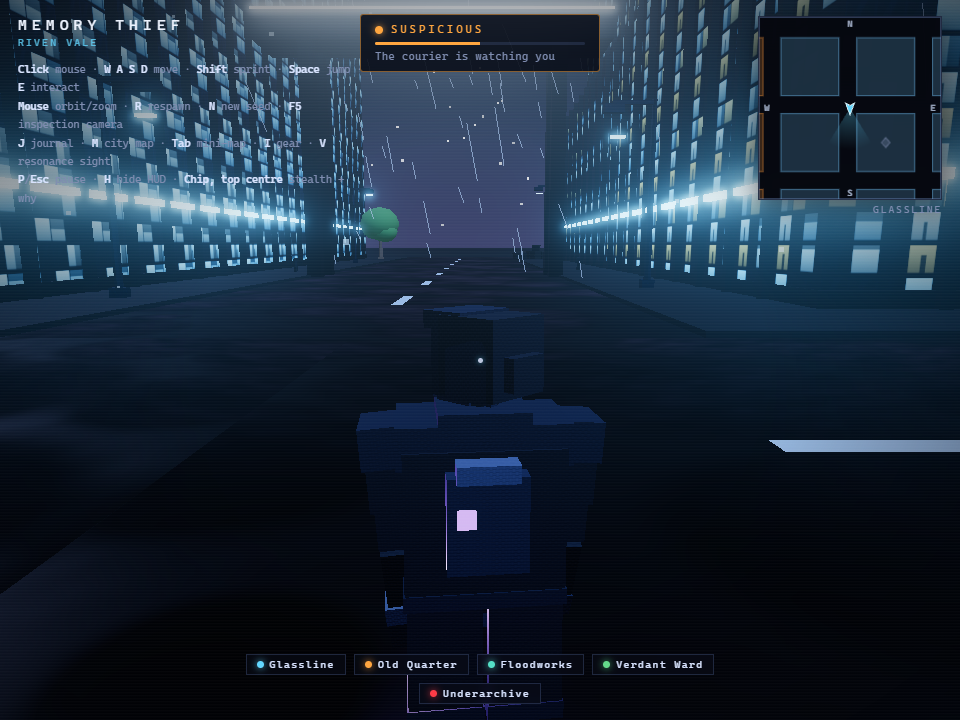 MEMORY THIEF
RIVEN VALE
Click mouse · W A S D move · Shift sprint · Space jump
E interact
Mouse orbit/zoom · R respawn · N new seed · F5
inspection camera
J journal · M city map · Tab minimap · I gear · V
resonance sight
P Esc pause · H hide HUD · Chip, top centre stealth +
why
SUSPICIOUS
The courier is watching you
N
W E
S
GLASSLINE
Glassline Old Quarter Floodworks Verdant Ward
Underarchive